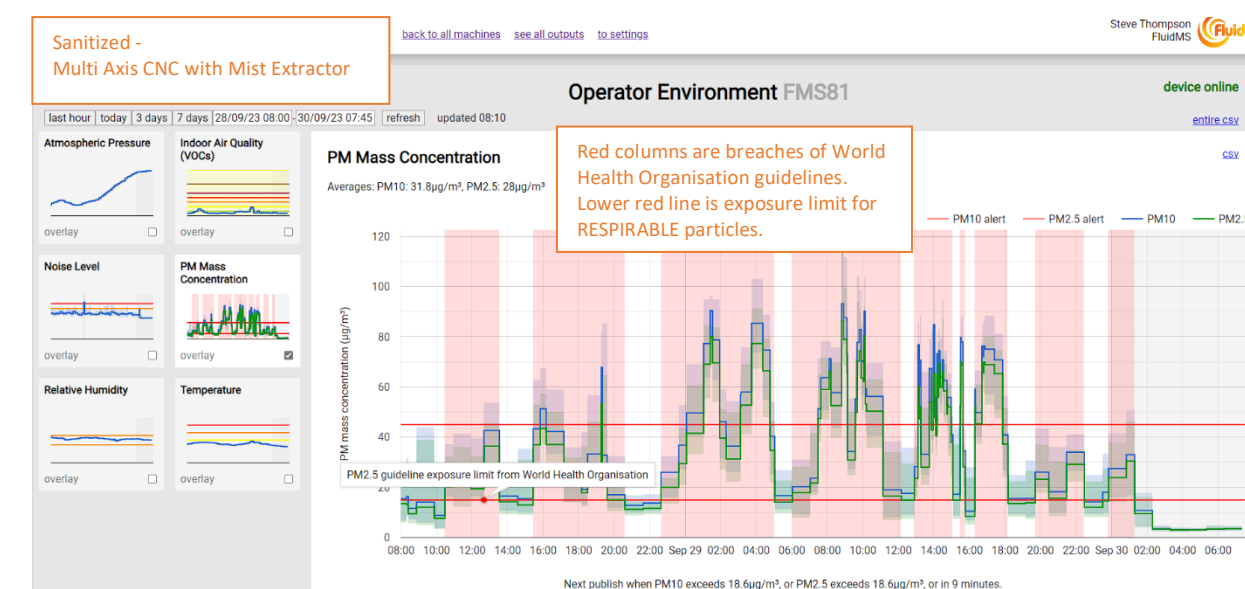 Sanitized -
Multi Axis CNC with Mist Extractor
back to all machines see all outputs to settings
Steve Thompson
FluidMS
Fluid
Operator Environment FMS81
device online
last hour today 3 days 7 days 28/09/23 08:00 - 30/09/23 07:45 refresh updated 08:10
entire csv
Atmospheric Pressure
overlay
Indoor Air Quality
(VOCs)
overlay
Noise Level
overlay
PM Mass
Concentration
overlay
Relative Humidity
overlay
Temperature
overlay
PM Mass Concentration
csv
Averages: PM10: 31.8µg/m³, PM2.5: 28µg/m³
Red columns are breaches of World
Health Organisation guidelines.
Lower red line is exposure limit for
RESPIRABLE particles.
PM10 alert PM2.5 alert PM10 PM2.5
PM mass concentration (µg/m³)
120
100
80
60
40
20
0
PM2.5 guideline exposure limit from World Health Organisation
08:00 10:00 12:00 14:00 16:00 18:00 20:00 22:00 Sep 29 02:00 04:00 06:00 08:00 10:00 12:00 14:00 16:00 18:00 20:00 22:00 Sep 30 02:00 04:00 06:00
Next publish when PM10 exceeds 18.6µg/m³, or PM2.5 exceeds 18.6µg/m³, or in 9 minutes.